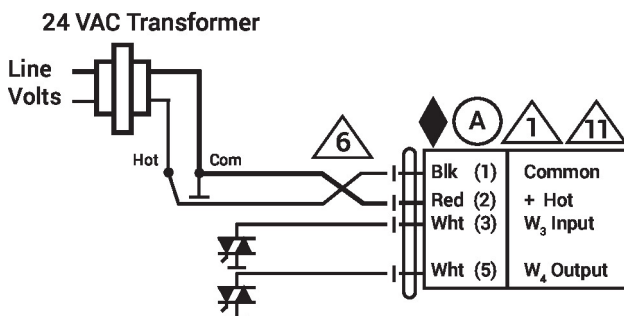 24 VAC Transformer
Line
Volts
Hot
Com
6
A
1
11
Blk (1) Common
Red (2) + Hot
Wht (3) W₃ Input
Wht (5) W₄ Output